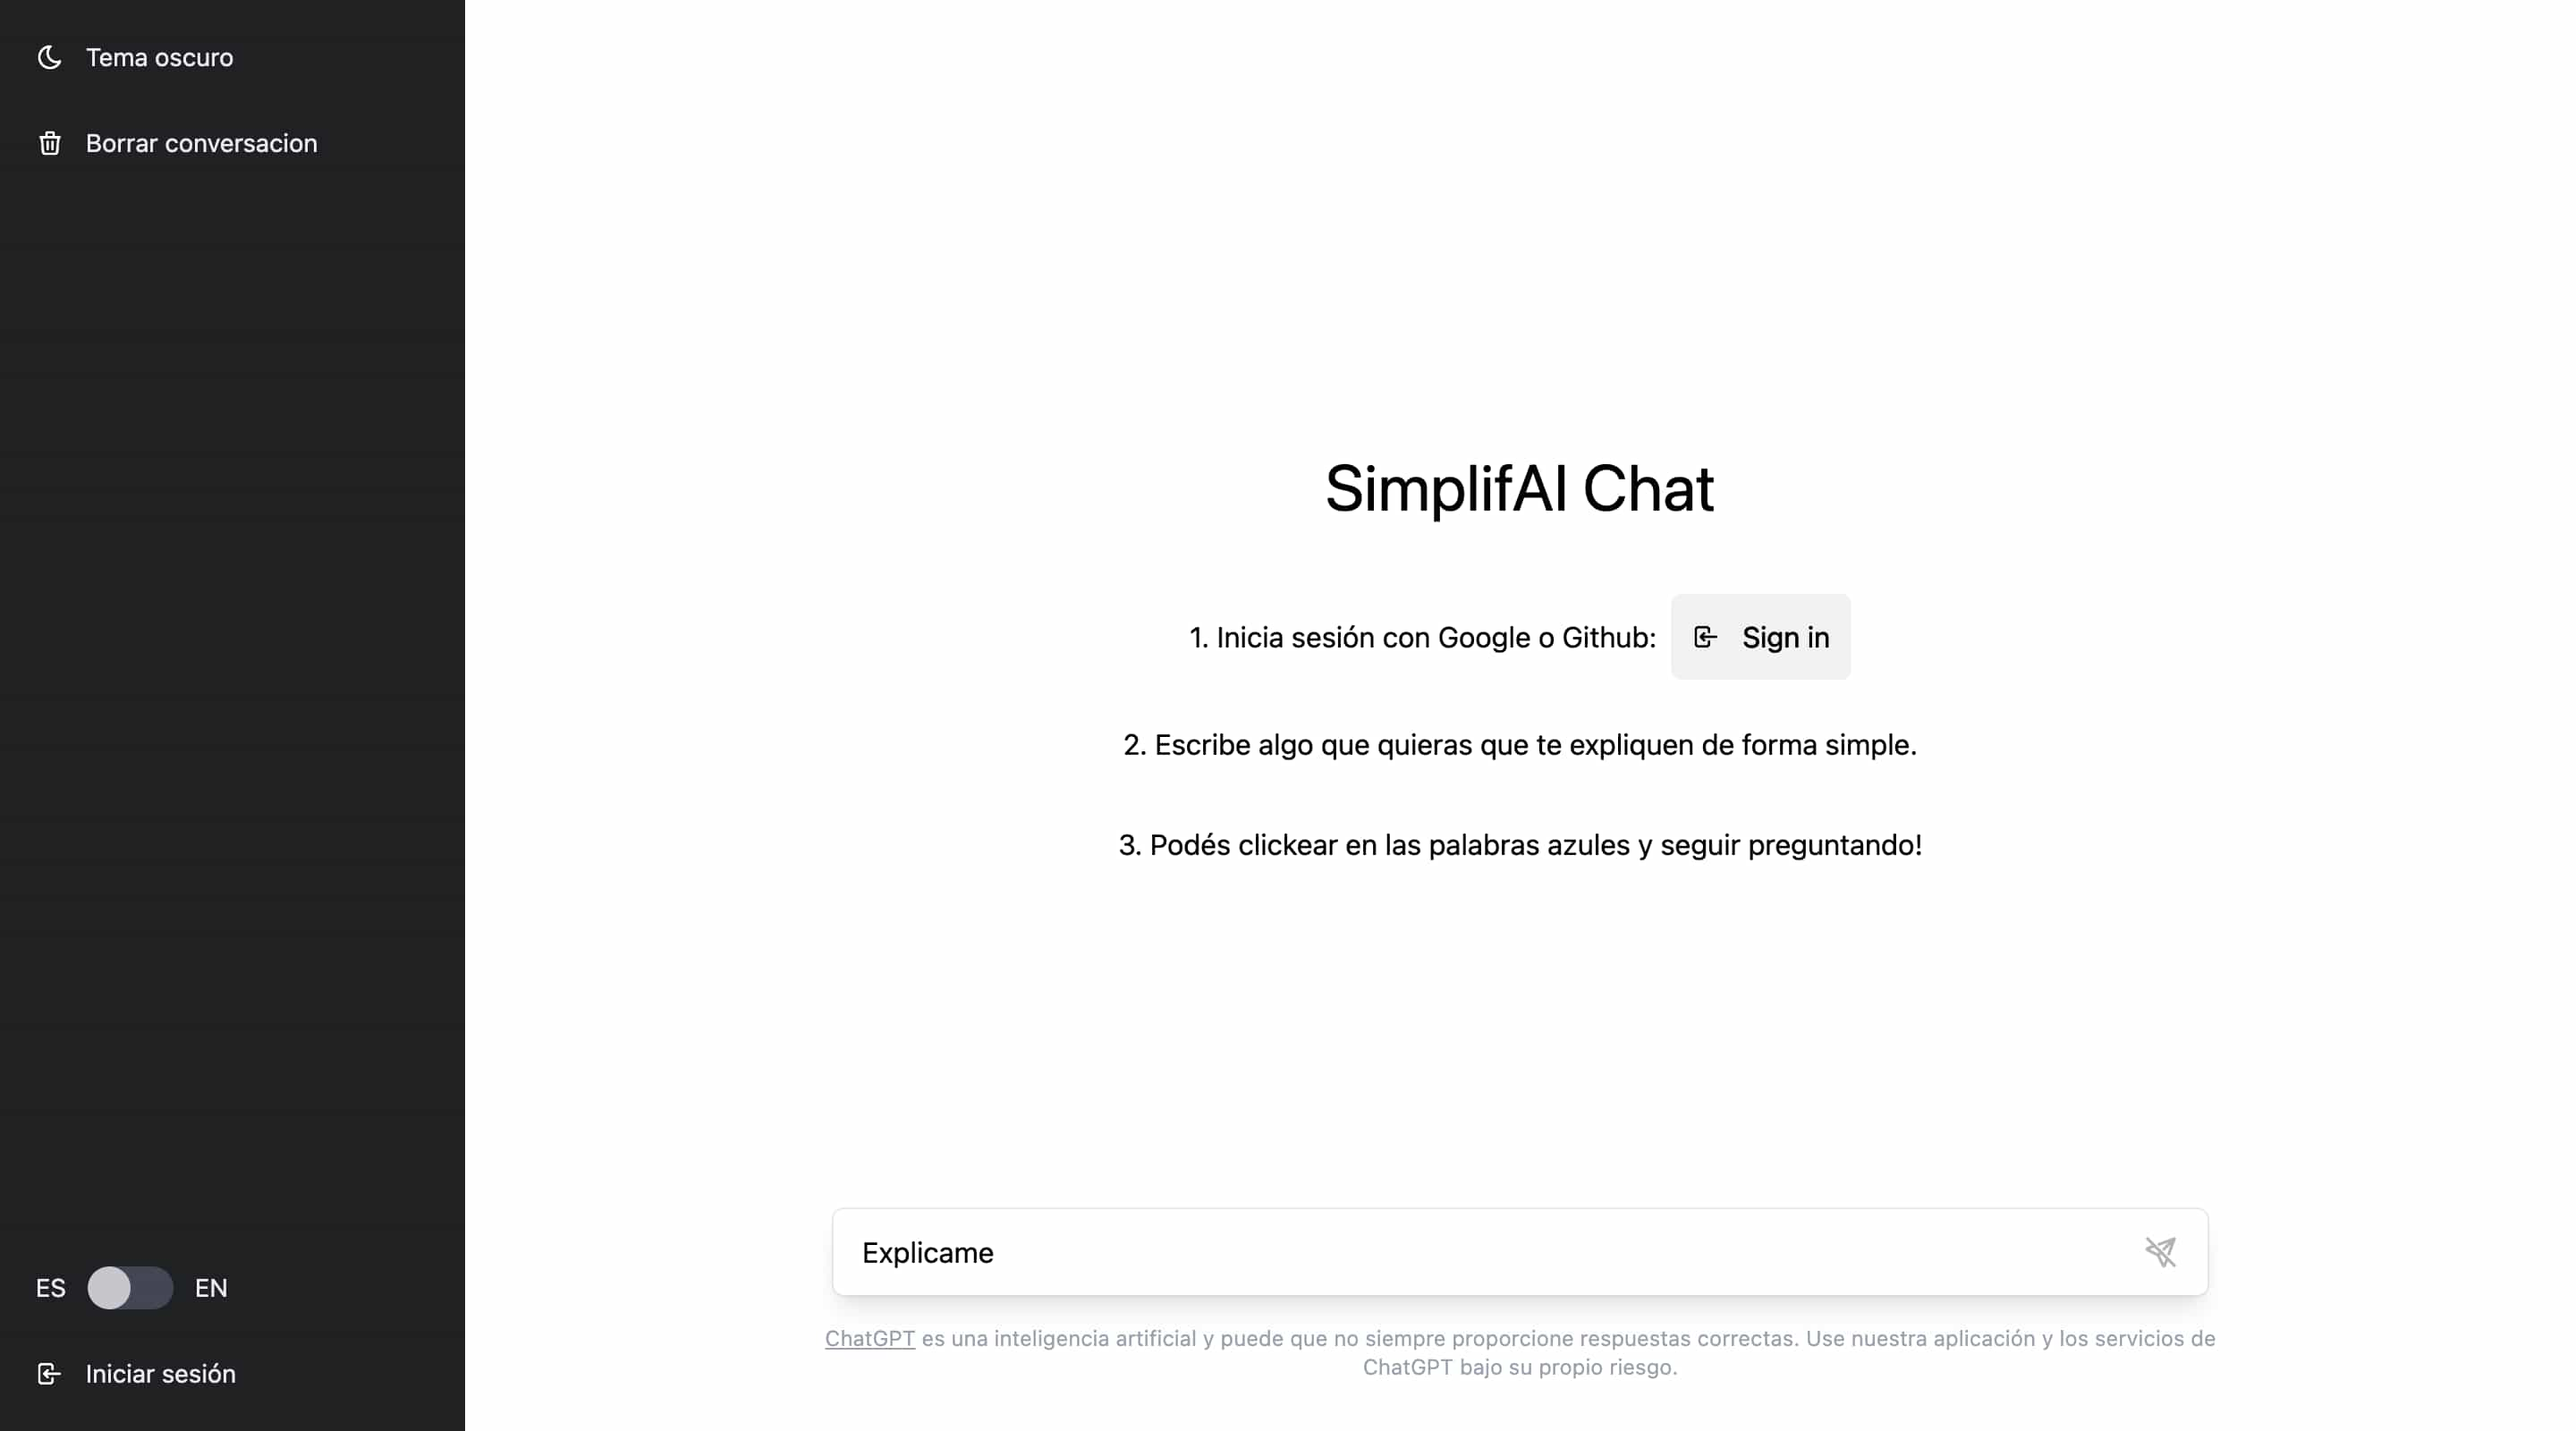 Tema oscuro
Borrar conversacion
SimplifAI Chat
1. Inicia sesión con Google o Github:
Sign in
2. Escribe algo que quieras que te expliquen de forma simple.
3. Podés clickear en las palabras azules y seguir preguntando!
Explicame
ChatGPT es una inteligencia artificial y puede que no siempre proporcione respuestas correctas. Use nuestra aplicación y los servicios de
ChatGPT bajo su propio riesgo.
ES EN
Iniciar sesión